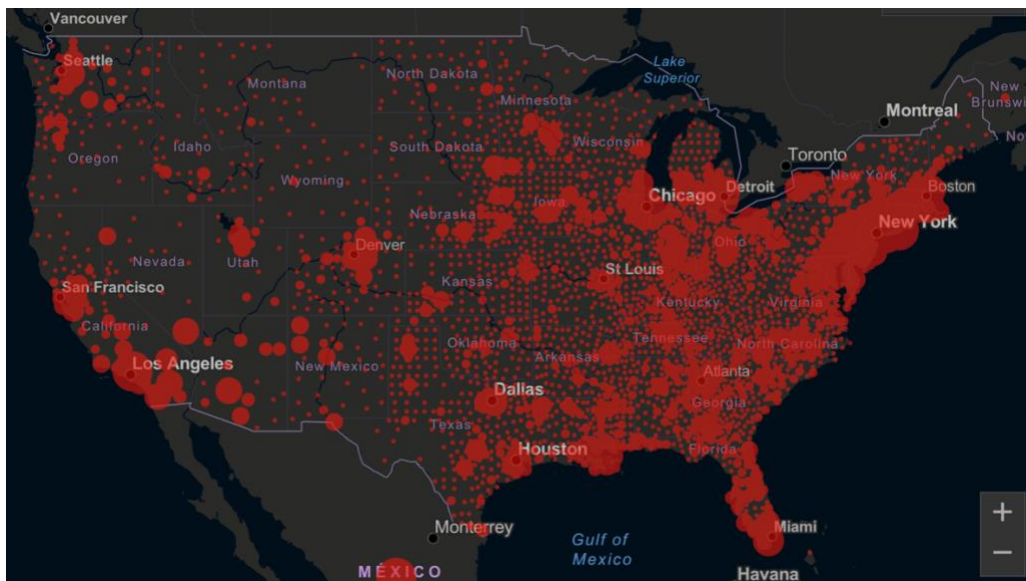 Vancouver
Seattle
Lake
Superior
North Dakota
Montana
New
Brunswi
Minnesota
Montreal
No
South Dakota
Wisconsin
Toronto
Oregon
Idaho
New York
Wyoming
Detroit
Boston
Chicago
Iowa
Nebraska
New York
Ohio
Denver
Nevada
Utah
St Louis
Kansas
San Francisco
Kentucky
Virginia
California
Tennessee
Oklahoma
North Carolina
Arkansas
Los Angeles
New Mexico
Atlanta
Dallas
Georgia
Texas
Houston
Florida
Monterrey
Miami
Gulf of
Mexico
MÉXICO
Havana
+
−